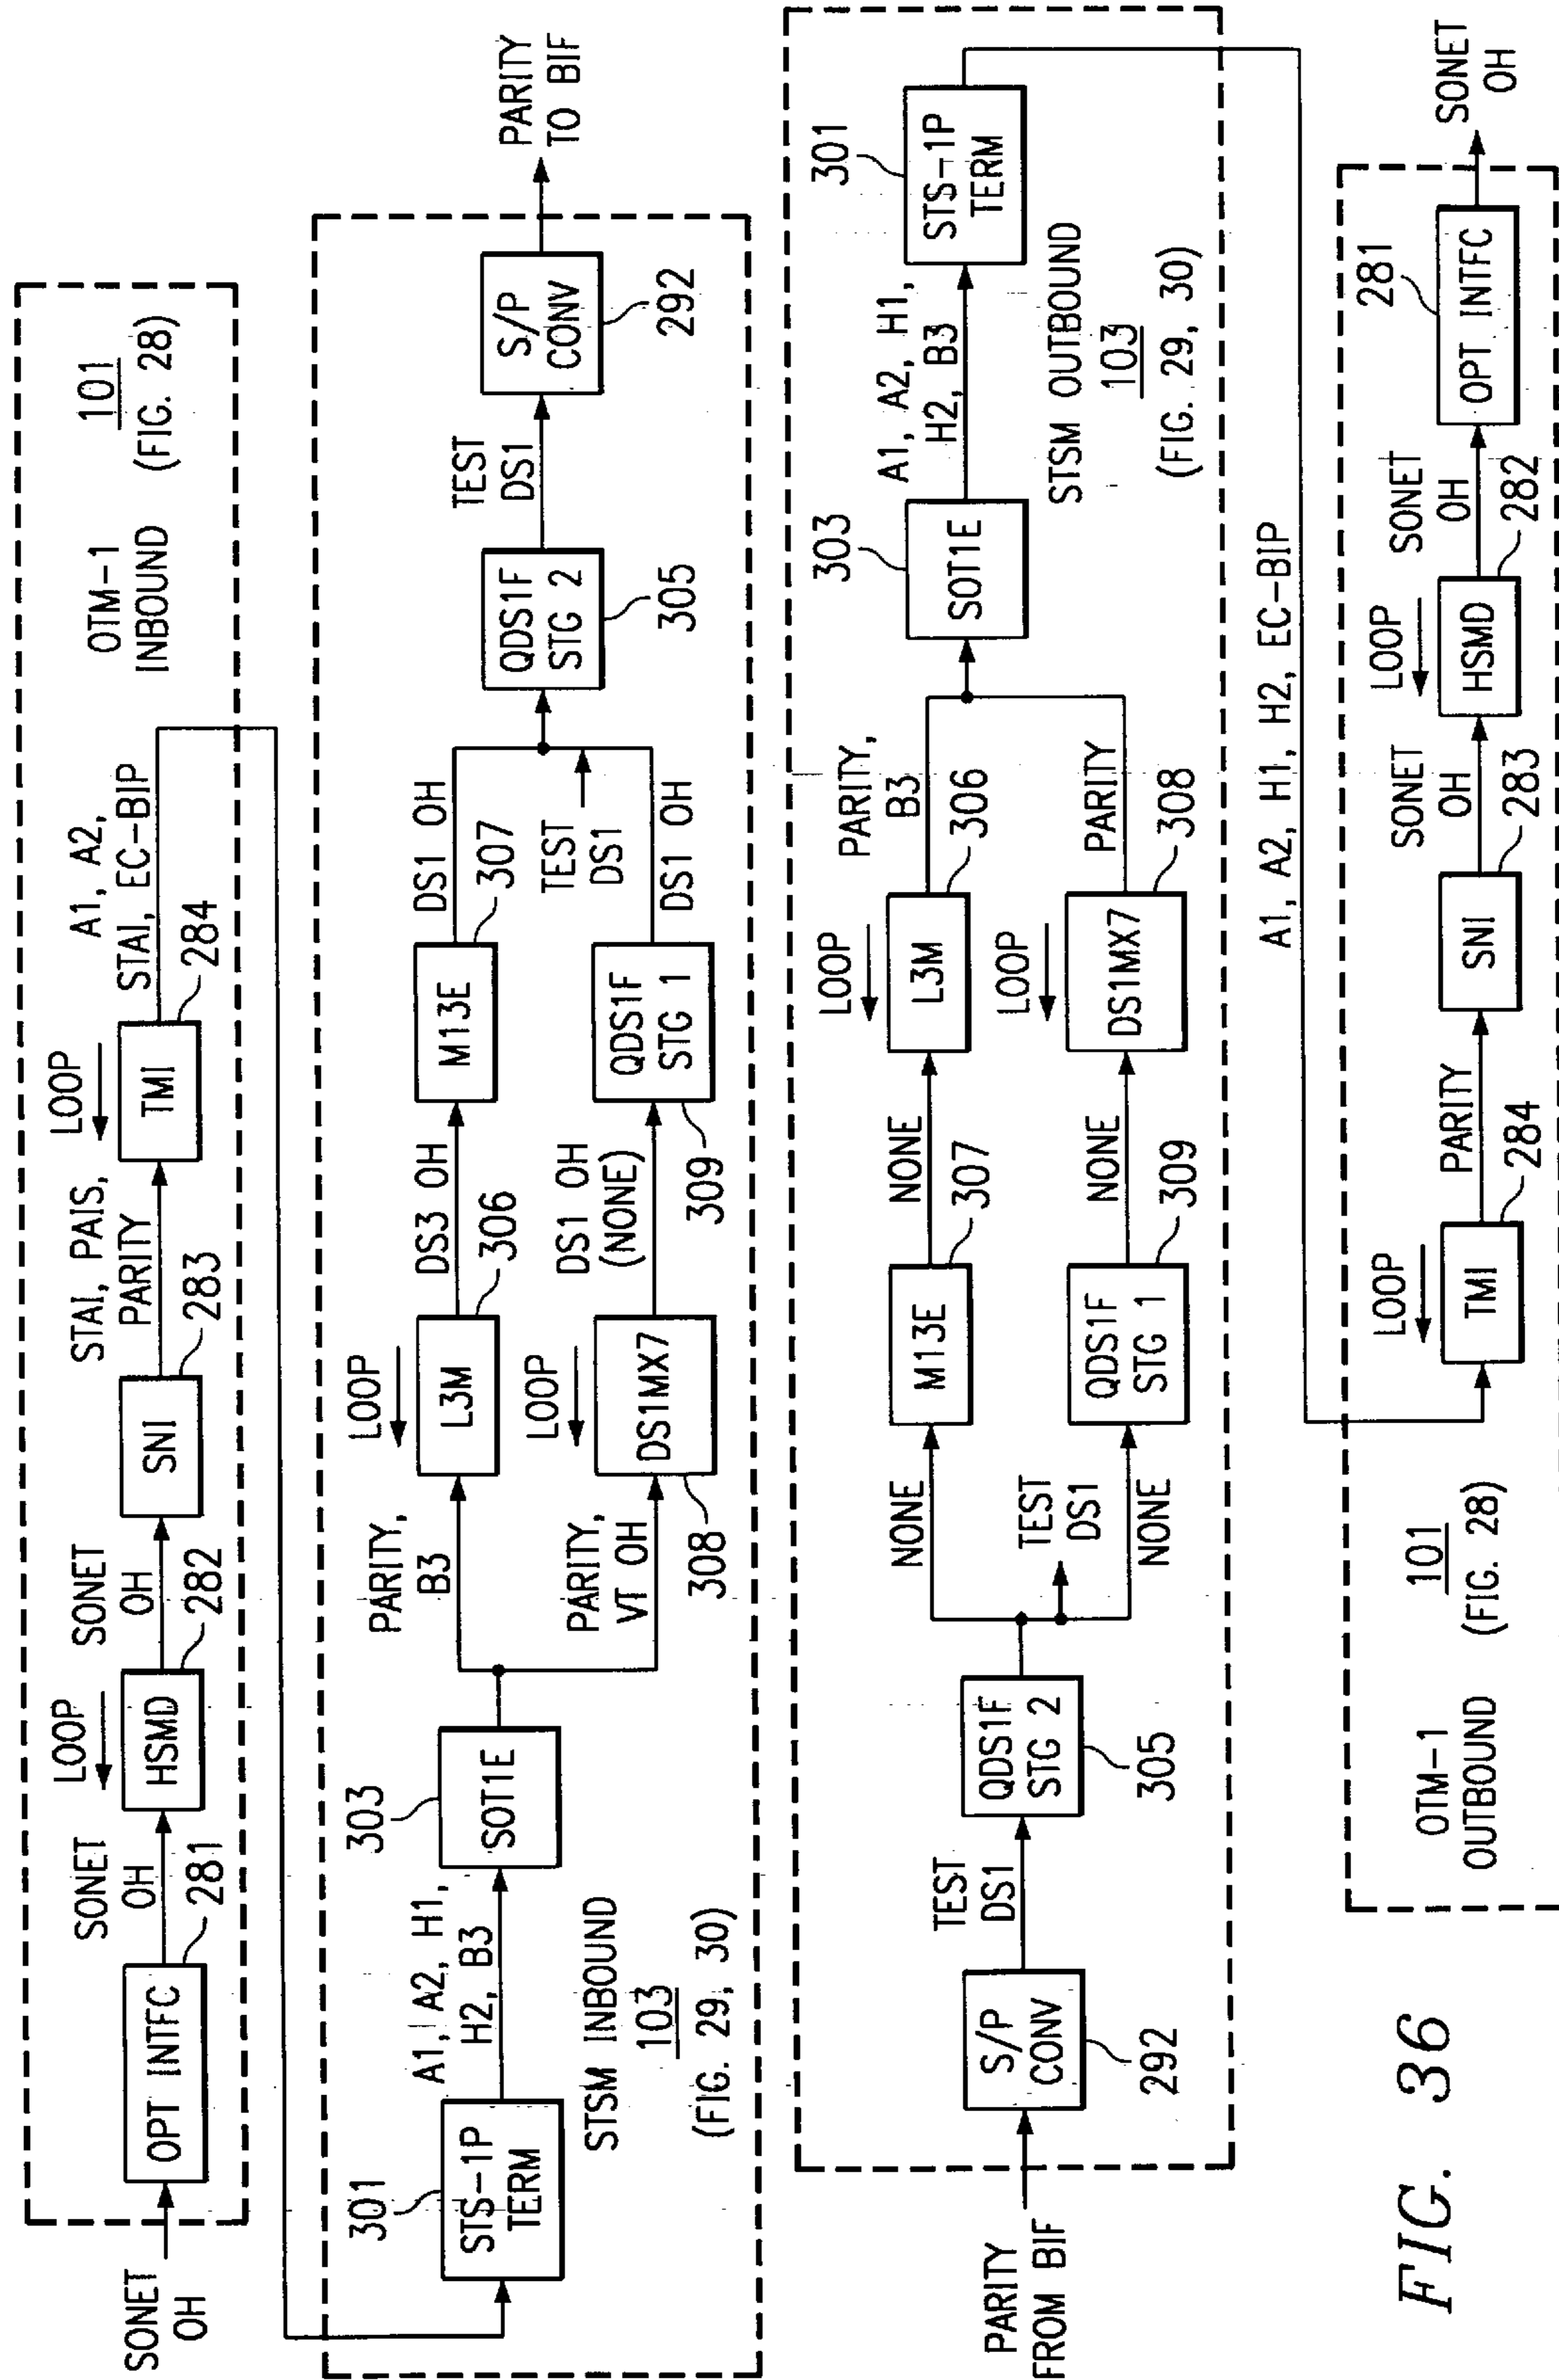 SONET
OH
OPT INTFC
281
SONET
OH
LOOP
HSMD
282
SONET
OH
SNI
283
STAI, PAIS,
PARITY
LOOP
TMI
284
A1, A2,
STAI, EC-BIP
OTM-1
INBOUND
101
(FIG. 28)
301
STS-1P
TERM
A1, A2, H1,
H2, B3
303
SOT1E
PARITY,
B3
PARITY,
VT OH
LOOP
L3M
306
LOOP
DS1MX7
308
DS3 OH
DS1 OH
(NONE)
M13E
307
QDS1F
STG 1
309
DS1 OH
TEST
DS1
DS1 OH
QDS1F
STG 2
305
TEST
DS1
S/P
CONV
292
PARITY
TO BIF
STSM INBOUND
103
(FIG. 29, 30)
PARITY
FROM BIF
S/P
CONV
292
TEST
DS1
QDS1F
STG 2
305
NONE
TEST
DS1
NONE
M13E
307
QDS1F
STG 1
309
NONE
NONE
LOOP
L3M
306
LOOP
DS1MX7
308
PARITY,
B3
PARITY
303
SOT1E
A1, A2, H1,
H2, B3
301
STS-1P
TERM
STSM OUTBOUND
103
(FIG. 29, 30)
A1, A2, H1, H2, EC-BIP
OTM-1
OUTBOUND
101
(FIG. 28)
LOOP
TMI
284
PARITY
SNI
283
SONET
OH
LOOP
HSMD
282
SONET
OH
281
OPT INTFC
SONET
OH
FIG. 36